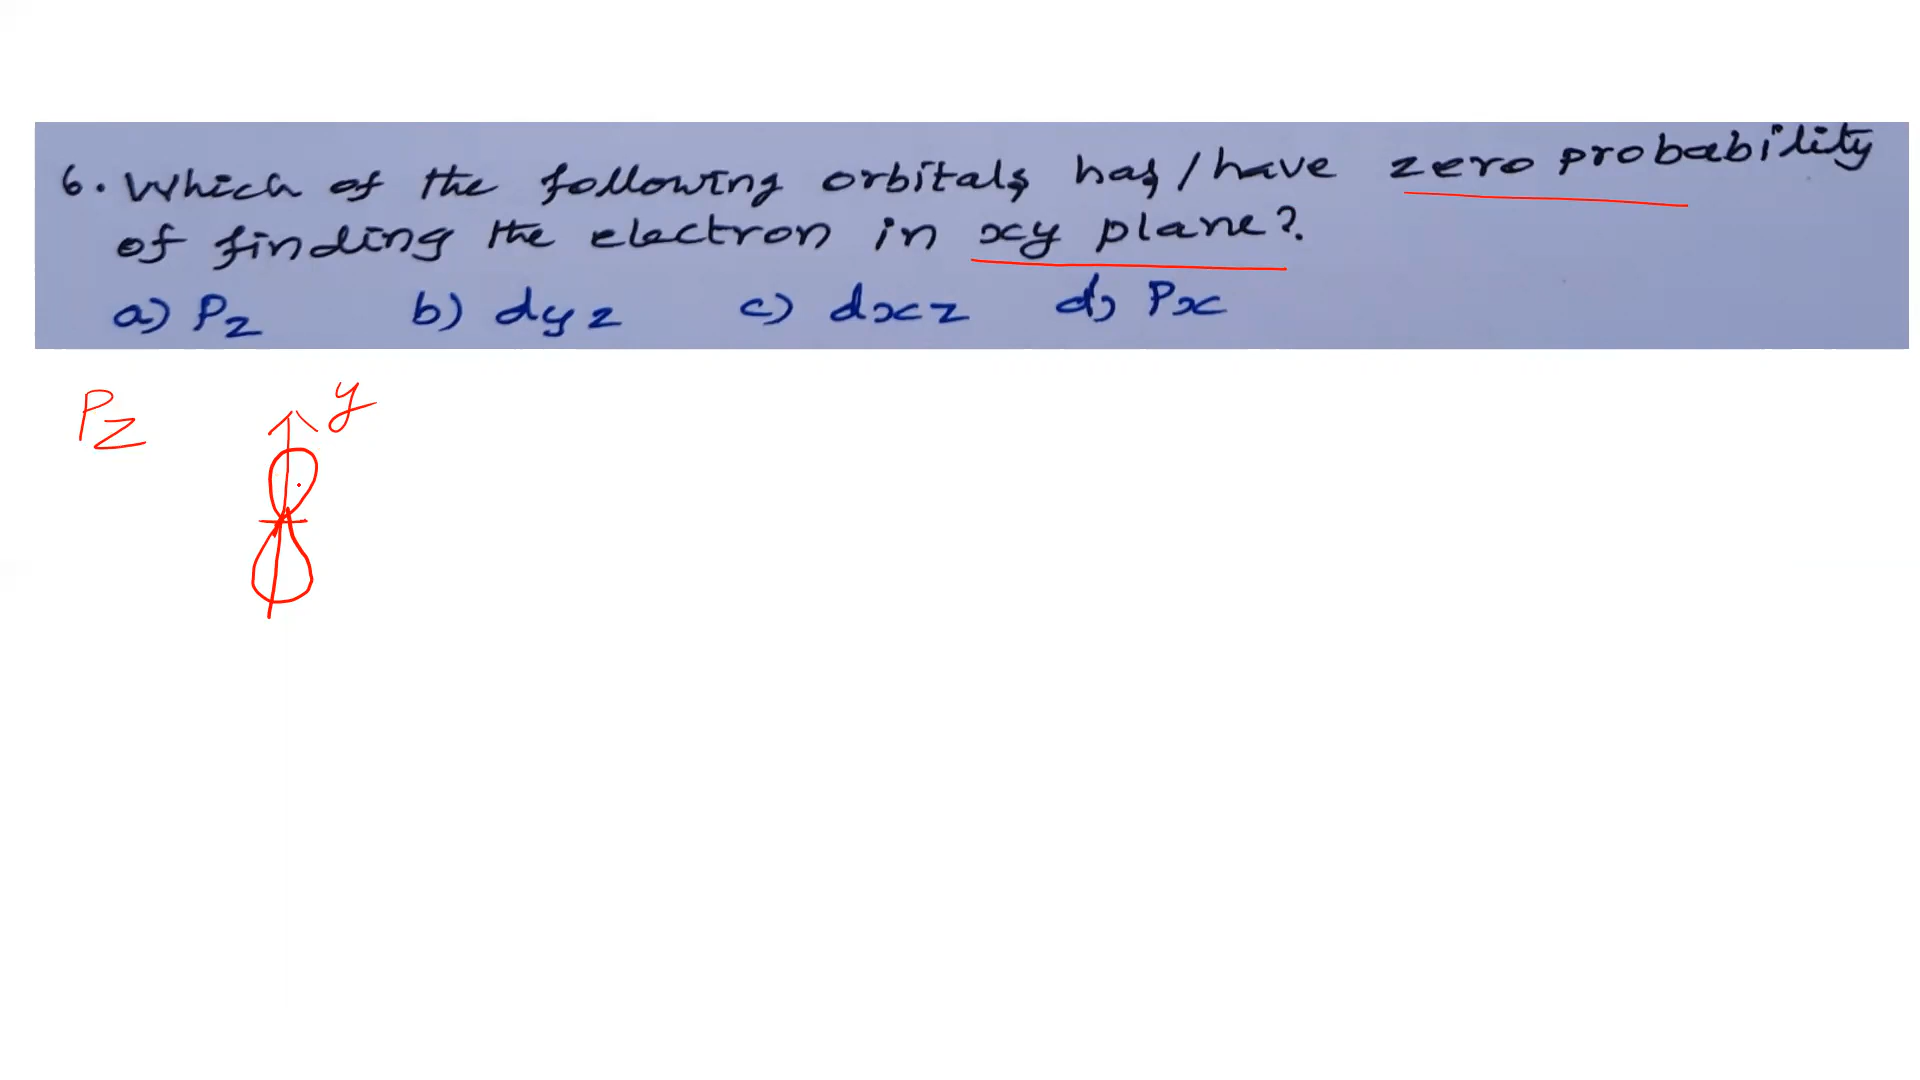 6. Which of the following orbitals has/have zero probability
of finding the electron in xy plane?.
a) Pz b) dyz c) dxz d) Px
Pz y